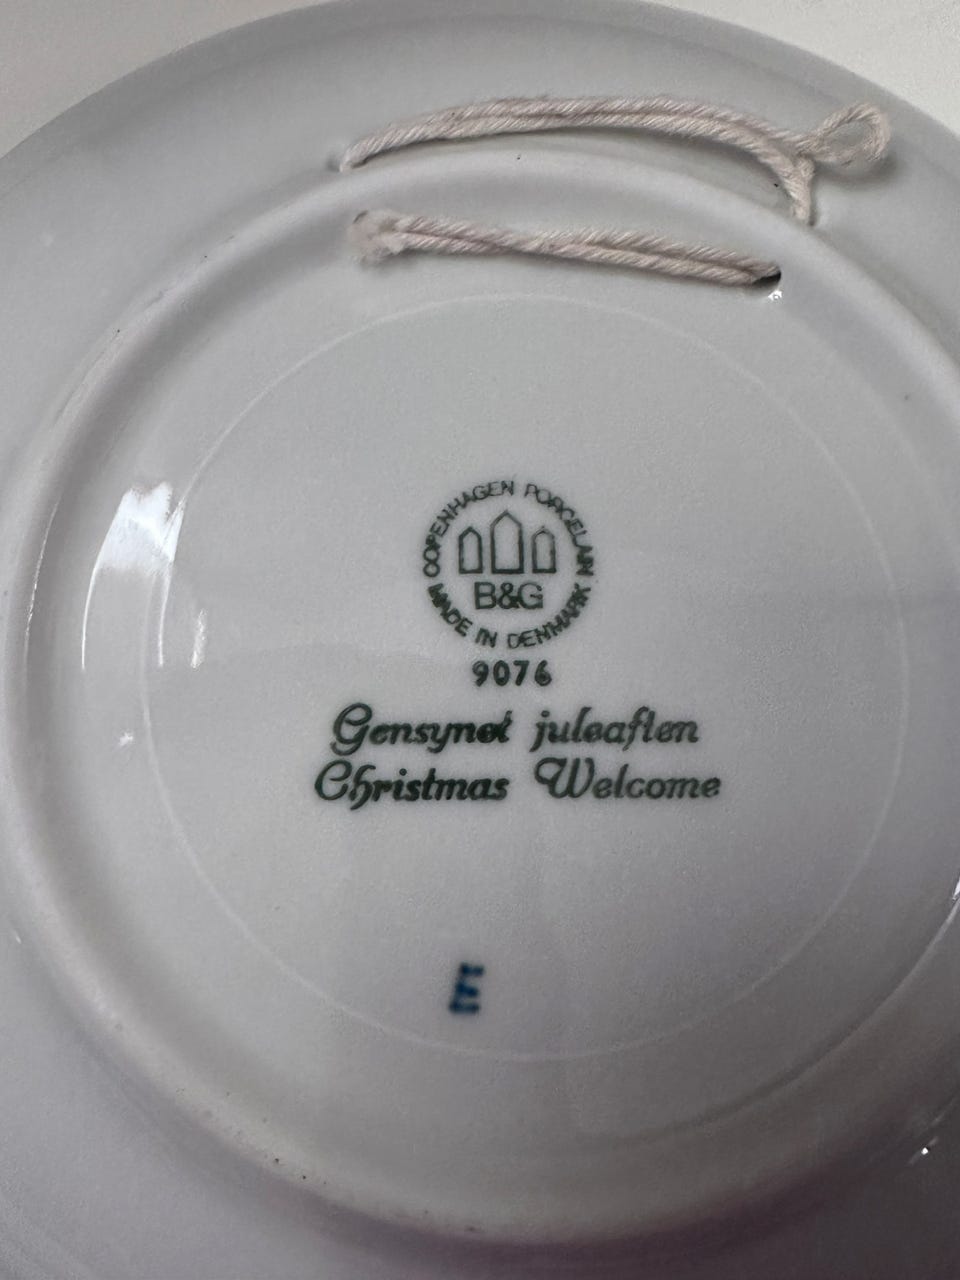 COPENHAGEN PORCELAIN
B&G
MADE IN DENMARK
9076
Gensynet juleaften
Christmas Welcome